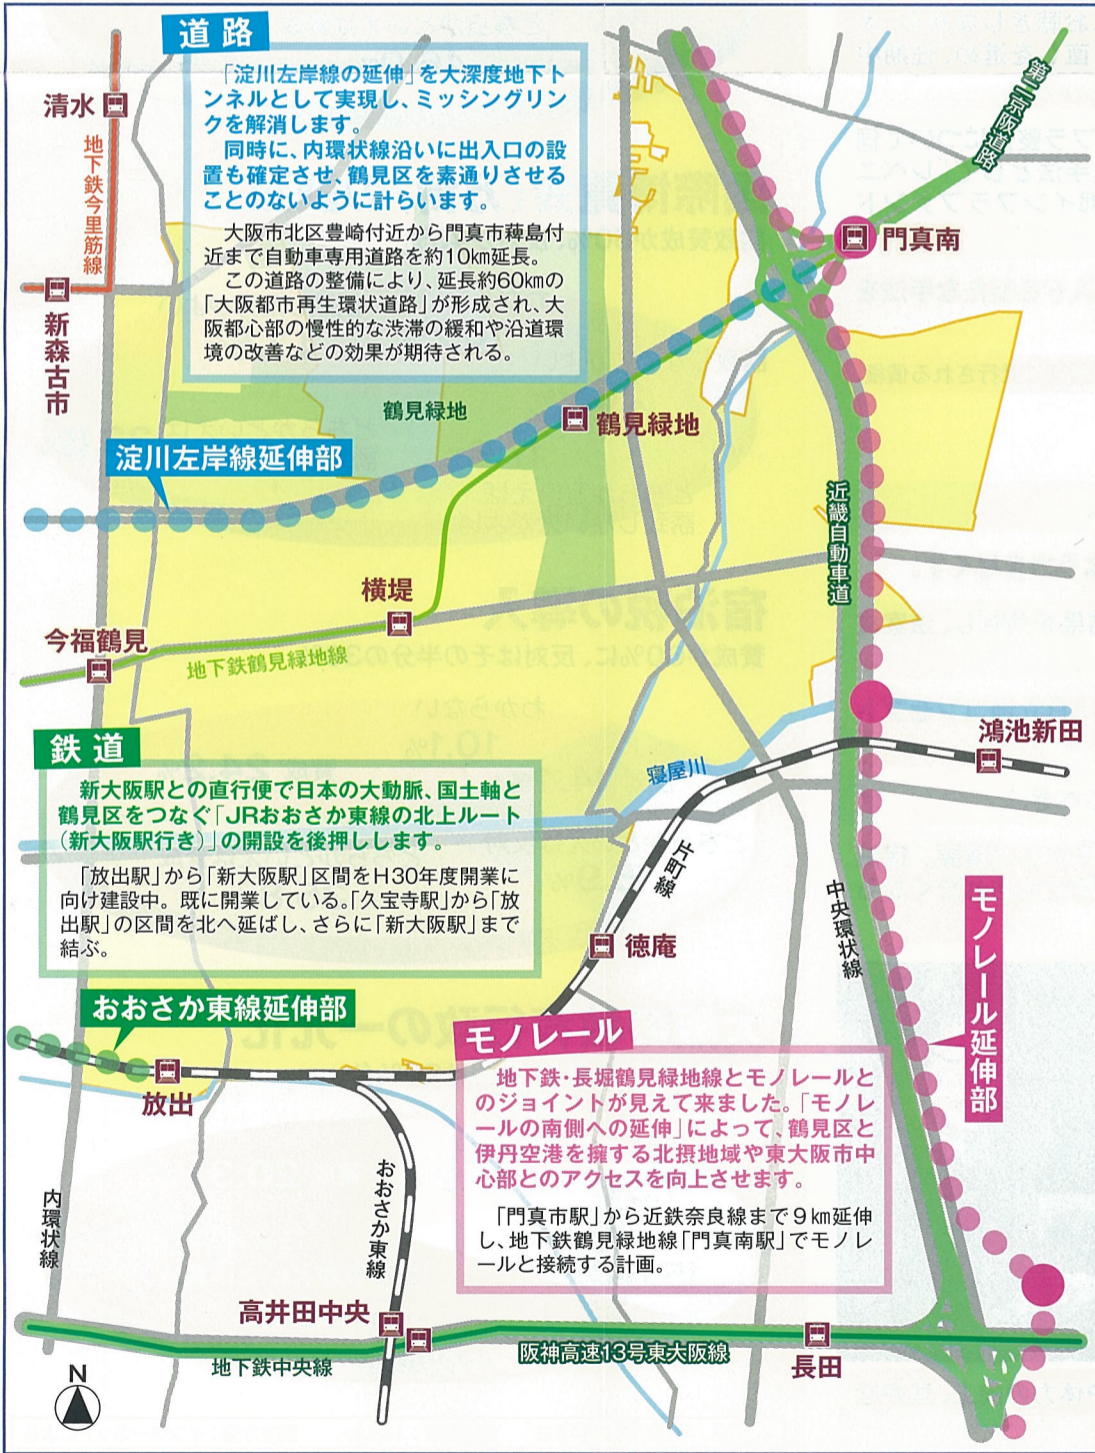 道路
「淀川左岸線の延伸」を大深度地下ト
ンネルとして実現し、ミッシングリン
クを解消します。
同時に、内環状線沿いに出入口の設
置も確定させ、鶴見区を素通りさせる
ことのないように計らいます。
大阪市北区豊崎付近から門真市薭島付
近まで自動車専用道路を約10km延長。
この道路の整備により、延長約60kmの
「大阪都市再生環状道路」が形成され、大
阪都心部の慢性的な渋滞の緩和や沿道環
境の改善などの効果が期待される。
清水
地下鉄今里筋線
新森古市
第二京阪道路
門真南
鶴見緑地
鶴見緑地
淀川左岸線延伸部
近畿自動車道
横堤
今福鶴見
地下鉄鶴見緑地線
鉄道
新大阪駅との直行便で日本の大動脈、国土軸と
鶴見区をつなぐ「JRおおさか東線の北上ルート
(新大阪駅行き)」の開設を後押しします。
「放出駅」から「新大阪駅」区間をH30年度開業に
向け建設中。既に開業している。「久宝寺駅」から「放
出駅」の区間を北へ延ばし、さらに「新大阪駅」まで
結ぶ。
鴻池新田
寝屋川
片町線
中央環状線
徳庵
モノレール延伸部
おおさか東線延伸部
放出
モノレール
地下鉄・長堀鶴見緑地線とモノレールと
のジョイントが見えて来ました。「モノレ
ールの南側への延伸」によって、鶴見区と
伊丹空港を擁する北摂地域や東大阪市中
心部とのアクセスを向上させます。
「門真市駅」から近鉄奈良線まで9km延伸
し、地下鉄鶴見緑地線「門真南駅」でモノレ
ールと接続する計画。
内環状線
おおさか東線
高井田中央
地下鉄中央線
阪神高速13号東大阪線
長田
N